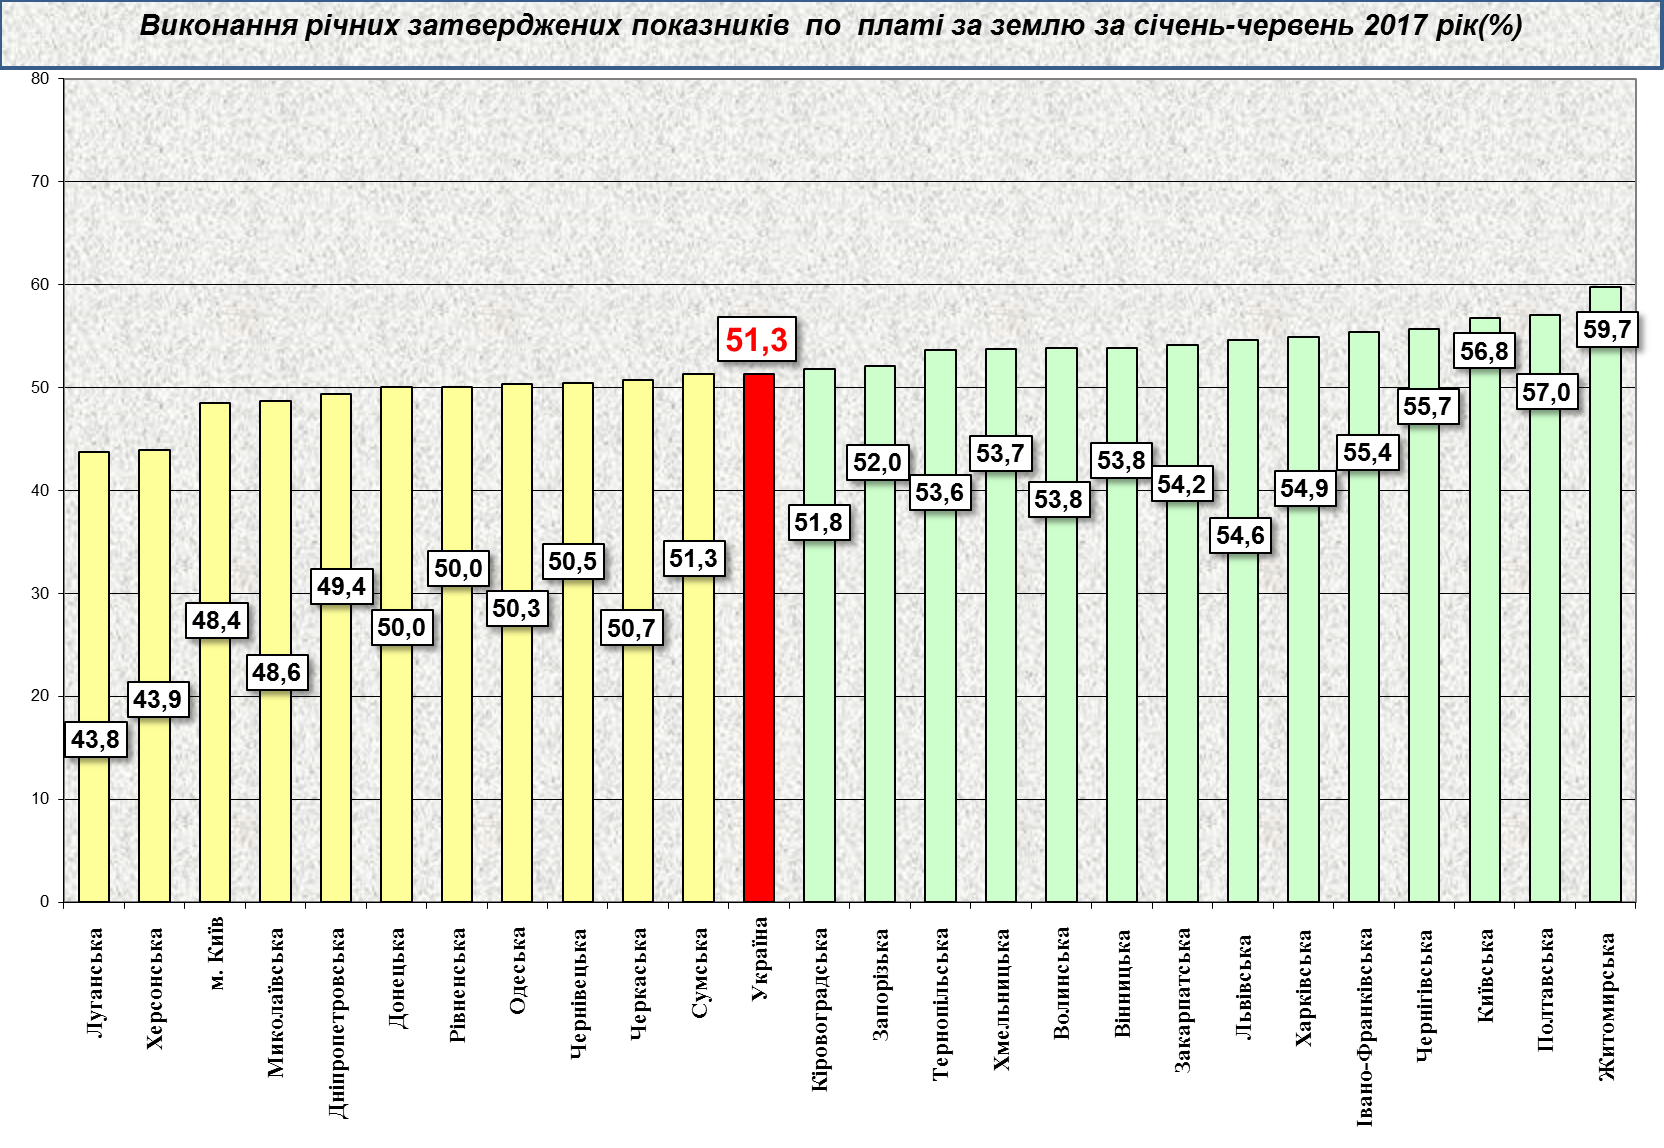 Виконання річних затверджених показників по платі за землю за січень-червень 2017 рік(%)
80
70
60
50
40
30
20
10
0
43,8
43,9
48,4
48,6
49,4
50,0
50,0
50,3
50,5
50,7
51,3
51,3
51,8
52,0
53,6
53,7
53,8
53,8
54,2
54,6
54,9
55,4
55,7
56,8
57,0
59,7
Луганська
Херсонська
м. Київ
Миколаївська
Дніпропетровська
Донецька
Рівненська
Одеська
Чернівецька
Черкаська
Сумська
Україна
Кіровоградська
Запорізька
Тернопільська
Хмельницька
Волинська
Вінницька
Закарпатська
Львівська
Харківська
Івано-Франківська
Чернігівська
Київська
Полтавська
Житомирська